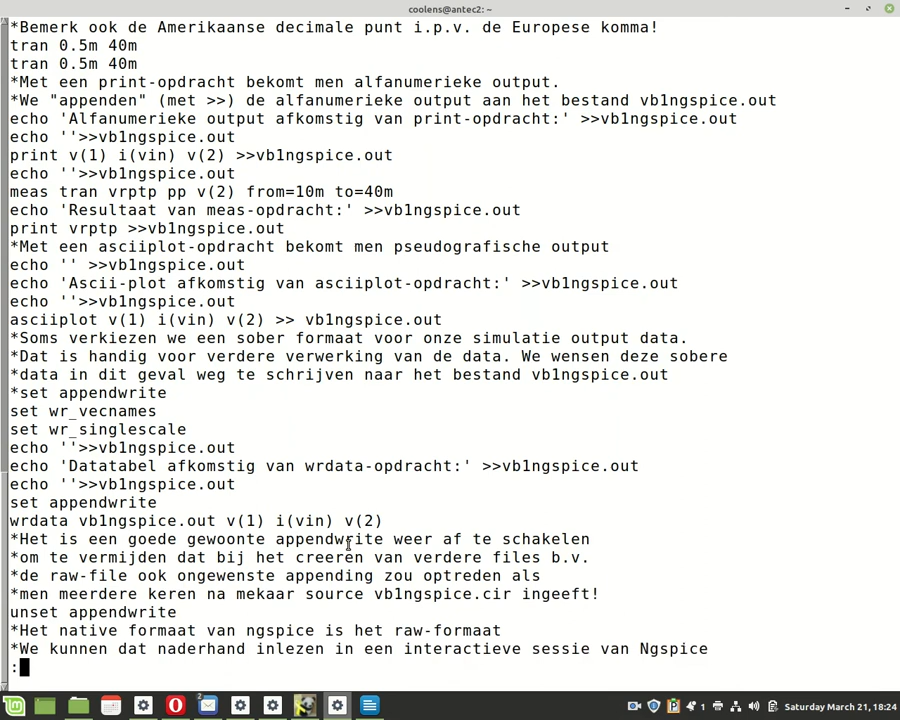 coolens@antec2: ~
*Bemerk ook de Amerikaanse decimale punt i.p.v. de Europese komma!
tran 0.5m 40m
tran 0.5m 40m
*Met een print-opdracht bekomt men alfanumerieke output.
*We "appenden" (met >>) de alfanumerieke output aan het bestand vb1ngspice.out
echo 'Alfanumerieke output afkomstig van print-opdracht:' >>vb1ngspice.out
echo ''>>vb1ngspice.out
print v(1) i(vin) v(2) >>vb1ngspice.out
echo ''>>vb1ngspice.out
meas tran vrptp pp v(2) from=10m to=40m
echo 'Resultaat van meas-opdracht:' >>vb1ngspice.out
print vrptp >>vb1ngspice.out
*Met een asciiplot-opdracht bekomt men pseudografische output
echo '' >>vb1ngspice.out
echo 'Ascii-plot afkomstig van asciiplot-opdracht:' >>vb1ngspice.out
echo ''>>vb1ngspice.out
asciiplot v(1) i(vin) v(2) >> vb1ngspice.out
*Soms verkiezen we een sober formaat voor onze simulatie output data.
*Dat is handig voor verdere verwerking van de data. We wensen deze sobere
*data in dit geval weg te schrijven naar het bestand vb1ngspice.out
*set appendwrite
set wr_vecnames
set wr_singlescale
echo ''>>vb1ngspice.out
echo 'Datatabel afkomstig van wrdata-opdracht:' >>vb1ngspice.out
echo ''>>vb1ngspice.out
set appendwrite
wrdata vb1ngspice.out v(1) i(vin) v(2)
*Het is een goede gewoonte appendwrite weer af te schakelen
*om te vermijden dat bij het creeren van verdere files b.v.
*de raw-file ook ongewenste appending zou optreden als
*men meerdere keren na mekaar source vb1ngspice.cir ingeeft!
unset appendwrite
*Het native formaat van ngspice is het raw-formaat
*We kunnen dat naderhand inlezen in een interactieve sessie van Ngspice
:
2
1
Saturday March 21, 18:24